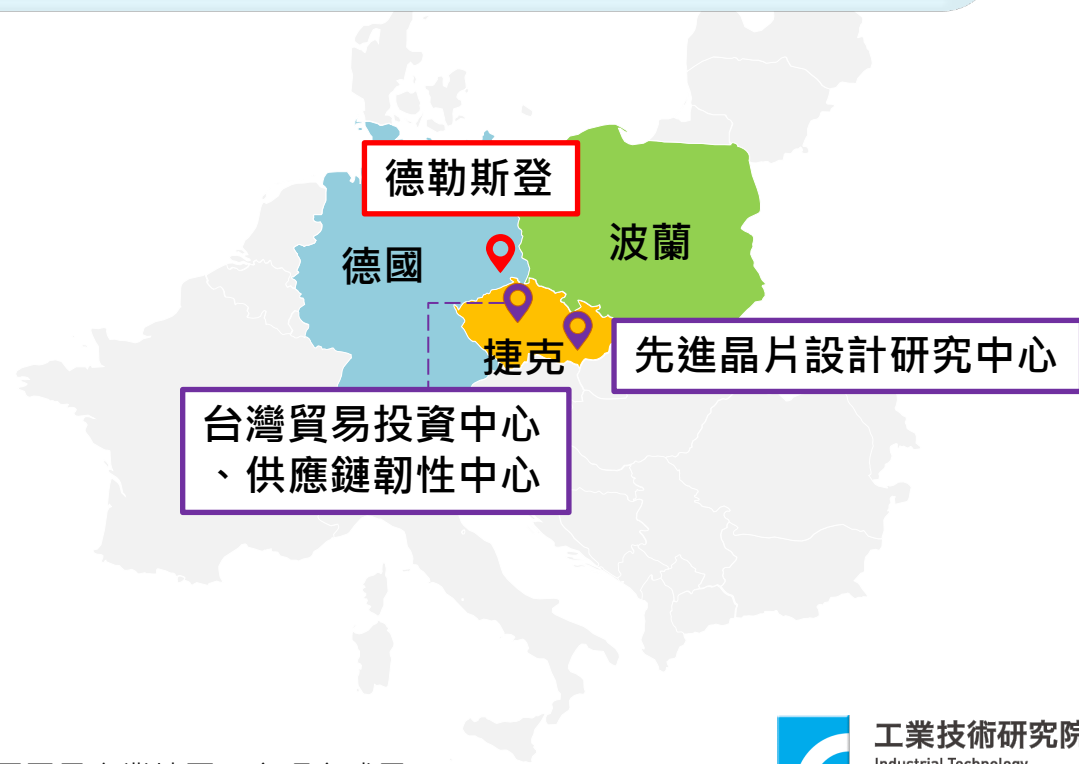 德勒斯登
德國
波蘭
捷克
先進晶片設計研究中心
台灣貿易投資中心
、供應鏈韌性中心
工業技術研究院
Industrial Technology